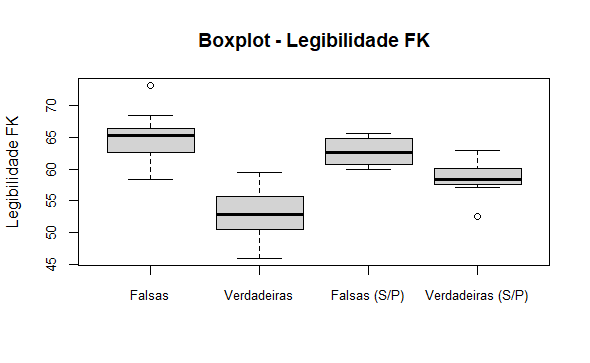 Boxplot - Legibilidade FK
Legibilidade FK
70
65
60
55
50
45
Falsas
Verdadeiras
Falsas (S/P)
Verdadeiras (S/P)